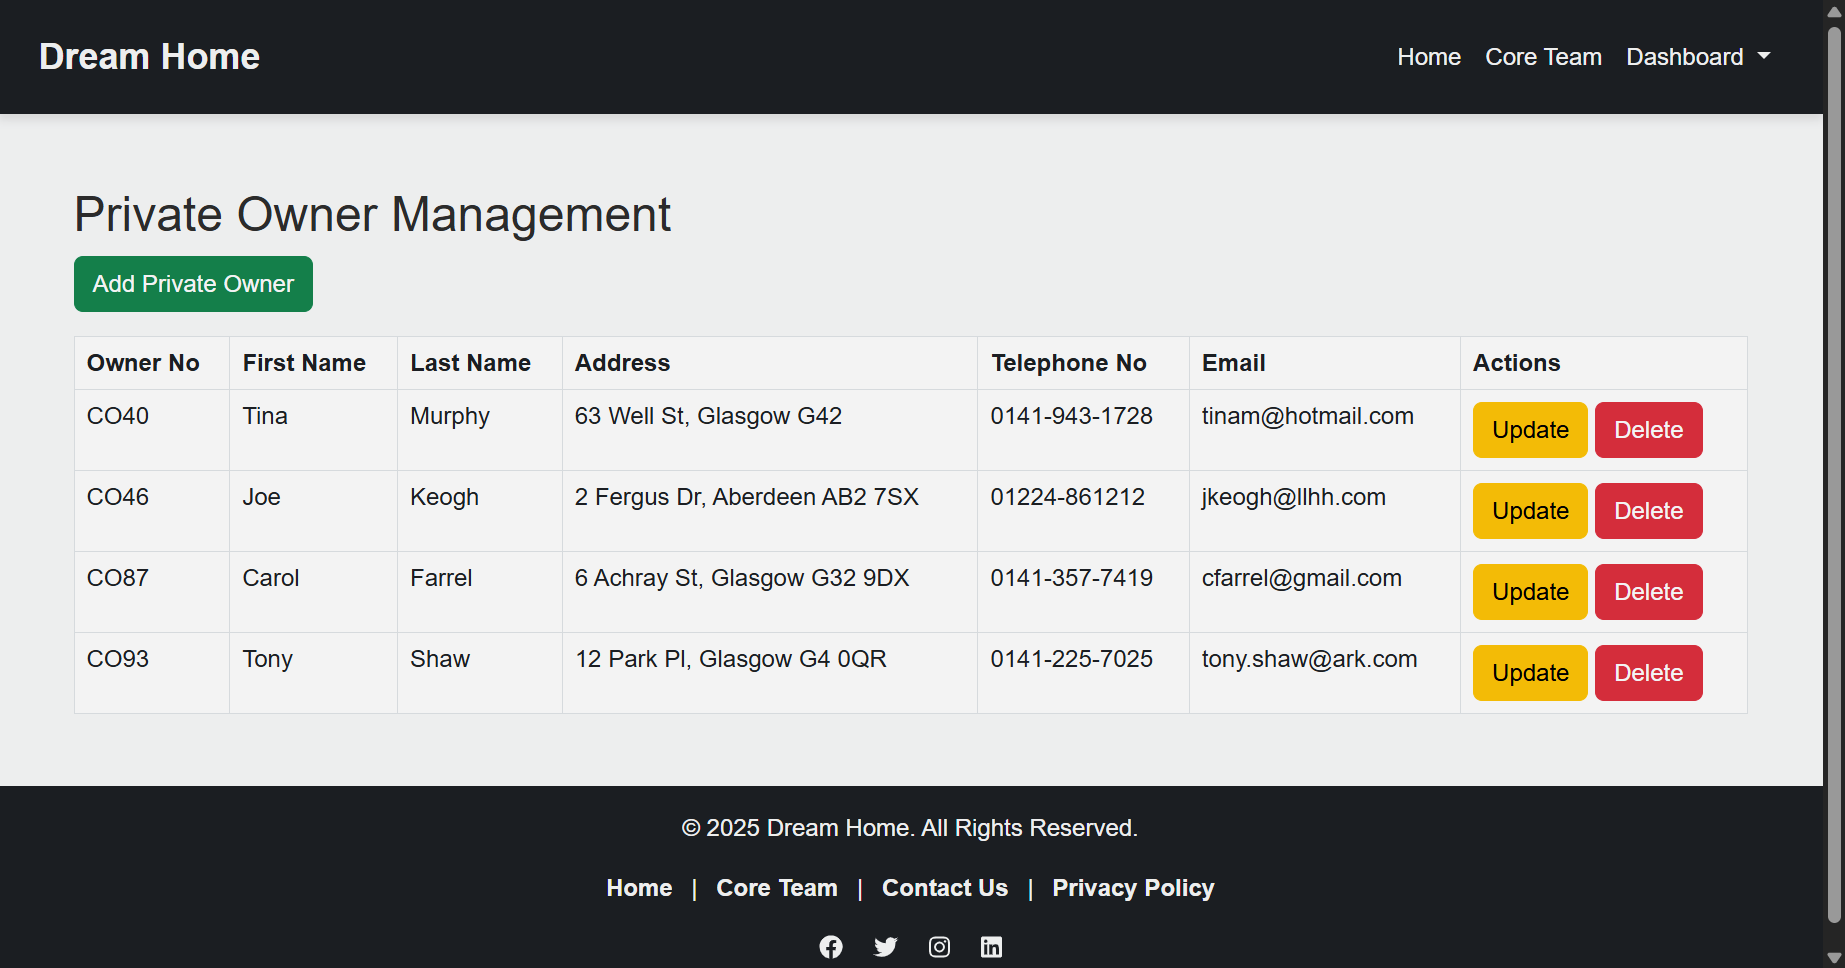 Dream Home
Home Core Team Dashboard
Private Owner Management
Add Private Owner
Owner No First Name Last Name Address Telephone No Email Actions
CO40 Tina Murphy 63 Well St, Glasgow G42 0141-943-1728 tinam@hotmail.com Update Delete
CO46 Joe Keogh 2 Fergus Dr, Aberdeen AB2 7SX 01224-861212 jkeogh@llhh.com Update Delete
CO87 Carol Farrel 6 Achray St, Glasgow G32 9DX 0141-357-7419 cfarrel@gmail.com Update Delete
CO93 Tony Shaw 12 Park Pl, Glasgow G4 0QR 0141-225-7025 tony.shaw@ark.com Update Delete
© 2025 Dream Home. All Rights Reserved.
Home | Core Team | Contact Us | Privacy Policy